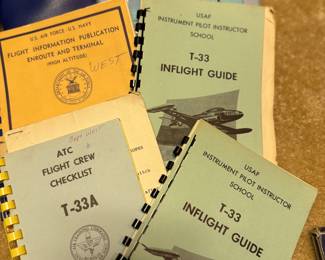 U.S. AIR FORCE - U.S. NAVY
FLIGHT INFORMATION PUBLICATION
ENROUTE AND TERMINAL
(HIGH ALTITUDE)
WEST
USAF
INSTRUMENT PILOT INSTRUCTOR
SCHOOL
T-33
INFLIGHT GUIDE
ATC
FLIGHT CREW
CHECKLIST
T-33A
USAF
INSTRUMENT PILOT INSTRUCTOR
SCHOOL
T-33
INFLIGHT GUIDE